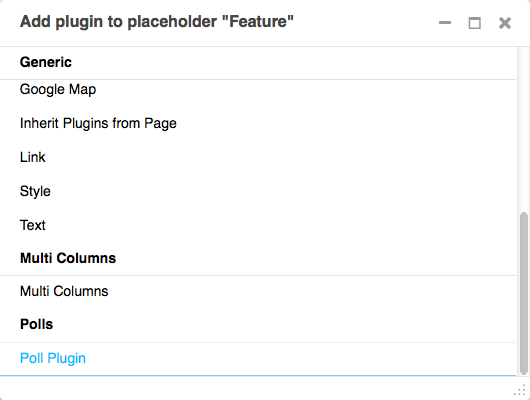 Add plugin to placeholder "Feature"
Generic
Google Map
Inherit Plugins from Page
Link
Style
Text
Multi Columns
Multi Columns
Polls
Poll Plugin